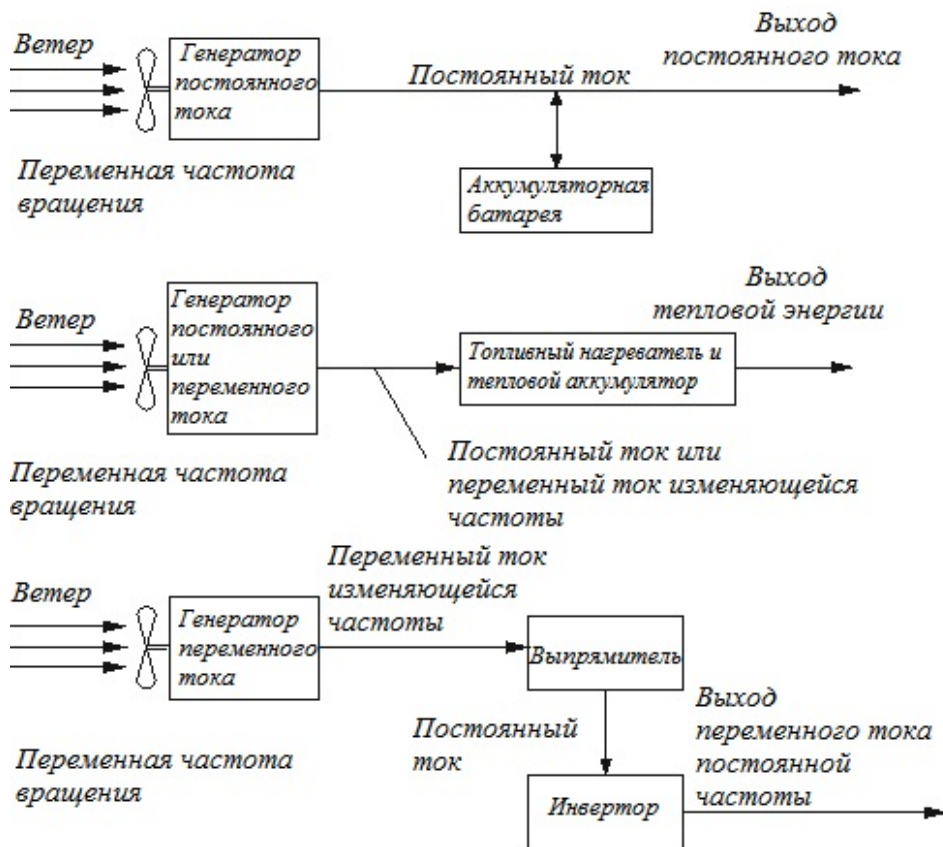 Ветер
Генератор
постоянного
тока
Постоянный ток
Выход
постоянного тока
Переменная частота
вращения
Аккумуляторная
батарея
Ветер
Генератор
постоянного
или
переменного
тока
Выход
тепловой энергии
Топливный нагреватель и
тепловой аккумулятор
Переменная частота
вращения
Постоянный ток или
переменный ток изменяющейся
частоты
Ветер
Генератор
переменного
тока
Переменный ток
изменяющейся
частоты
Выпрямитель
Переменная частота
вращения
Постоянный
ток
Выход
переменного тока
постоянной
частоты
Инвертор